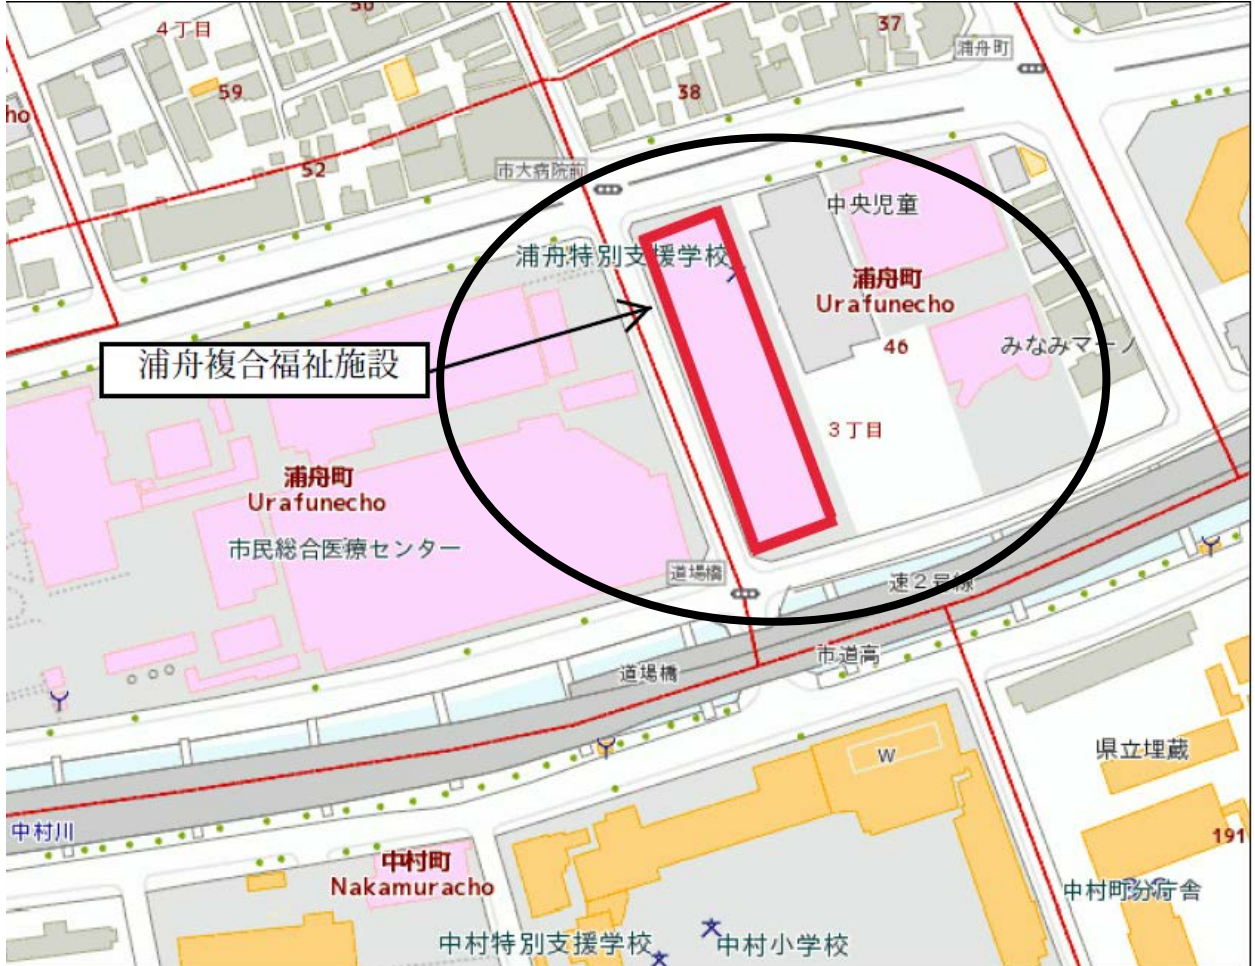 50
4丁目
37
浦舟町
59
38
ho
52
市大病院前
中央児童
浦舟特別支援学校
浦舟町
Urafunecho
46
みなみマーノ
浦舟複合福祉施設
3丁目
浦舟町
Urafunecho
市民総合医療センター
道場橋
速2号線
市道高
道場橋
W
県立埋蔵
中村川
191
中村町
Nakamuracho
中村町分庁舎
中村特別支援学校
中村小学校